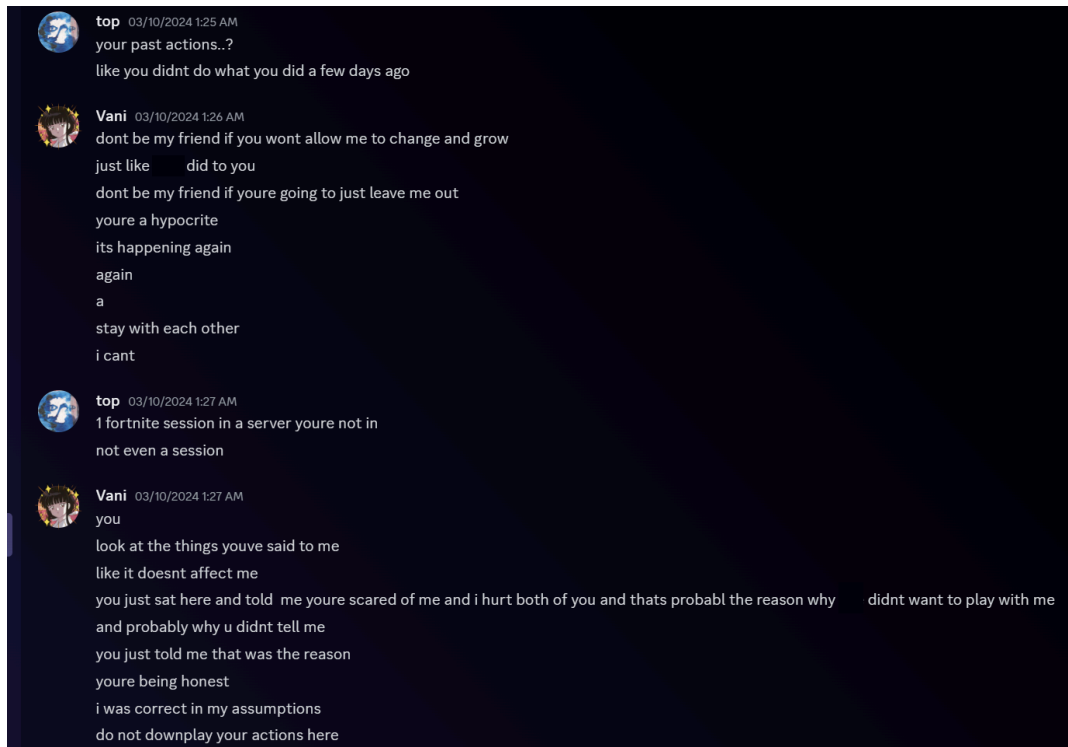 top 03/10/2024 1:25 AM
your past actions..?
like you didnt do what you did a few days ago
Vani 03/10/2024 1:26 AM
dont be my friend if you wont allow me to change and grow
just like did to you
dont be my friend if youre going to just leave me out
youre a hypocrite
its happening again
again
a
stay with each other
i cant
top 03/10/2024 1:27 AM
1 fortnite session in a server youre not in
not even a session
Vani 03/10/2024 1:27 AM
you
look at the things youve said to me
like it doesnt affect me
you just sat here and told me youre scared of me and i hurt both of you and thats probabl the reason why didnt want to play with me
and probably why u didnt tell me
you just told me that was the reason
youre being honest
i was correct in my assumptions
do not downplay your actions here